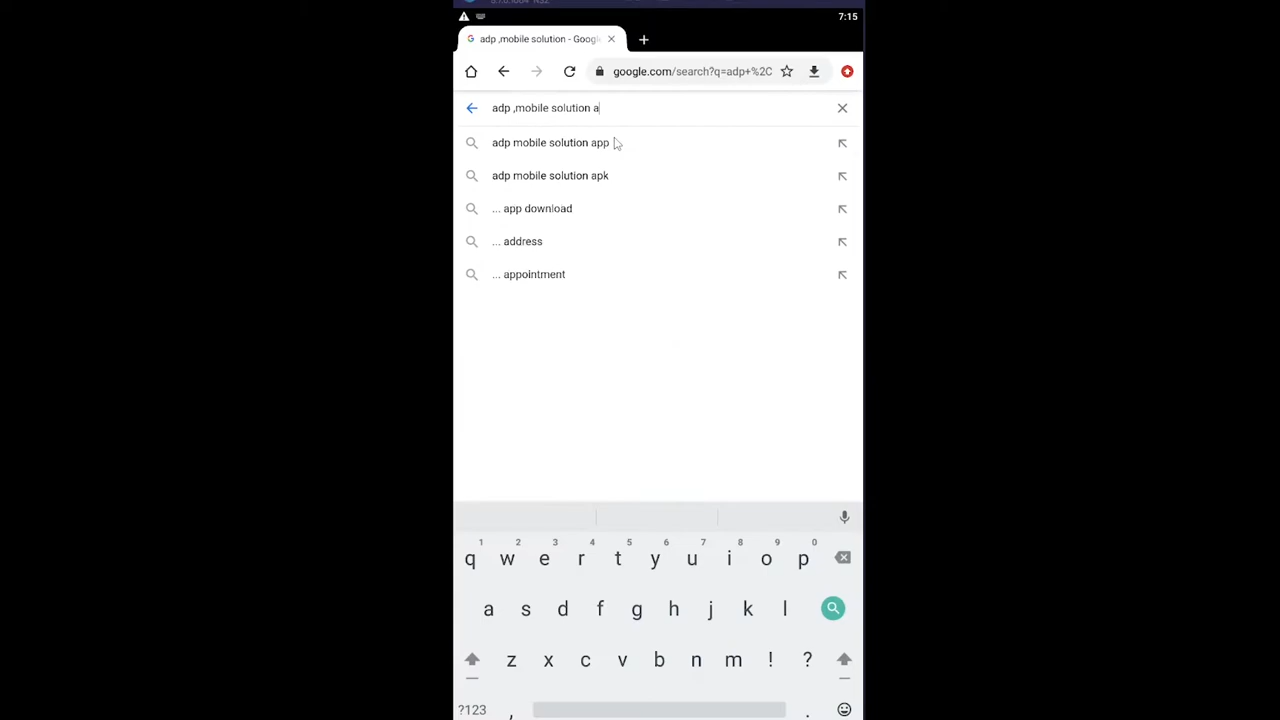 7:15
adp ,mobile solution - Google
google.com/search?q=adp+%2C
adp ,mobile solution a
adp mobile solution app
adp mobile solution apk
... app download
... address
... appointment
1 2 3 4 5 6 7 8 9 0
q w e r t y u i o p
a s d f g h j k l
z x c v b n m ! ?
?123 , .